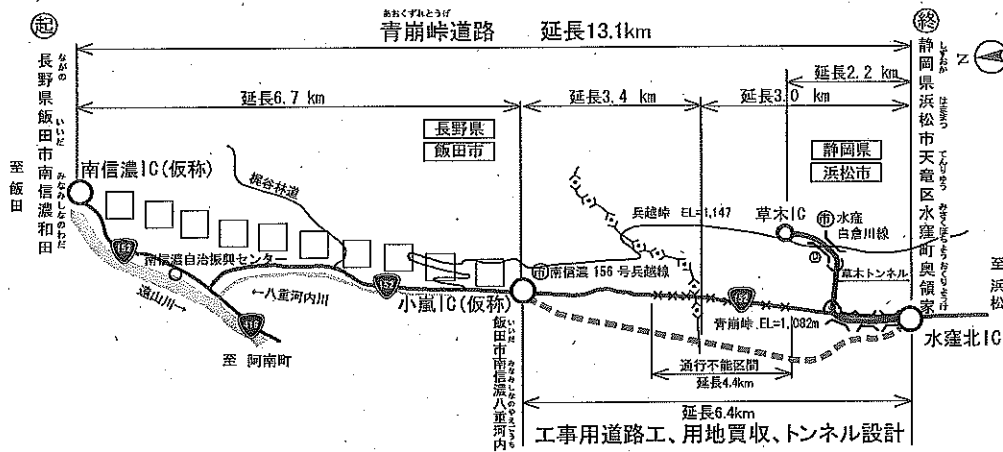 あおくずれとうげ
青崩峠道路 延長13.1km
起
長野県飯田市南信濃和田
ながの いいだ みなみしなのわだ
至 飯田
終
静岡県浜松市天竜区水窪町奥領家
しずおか はままつ てんりゅう みさくぼちょうおくりょうけ
至 浜松
N
延長2.2 km
延長6.7 km
延長3.4 km
延長3.0 km
長野県
飯田市
静岡県
浜松市
南信濃IC(仮称)
梶谷林道
兵越峠 EL=1,147
草木IC
市 水窪
白倉川線
152
南信濃自治振興センター
遠山川→
←八重河内川
152
市 南信濃 156 号兵越線
草木トンネル
小嵐IC(仮称)
152
青崩峠 EL=1,082m
水窪北IC
至 阿南町
通行不能区間
延長4.4km
飯田市南信濃八重河内
いいだ みなみしなのやえごうち
延長6.4km
工事用道路工、用地買収、トンネル設計